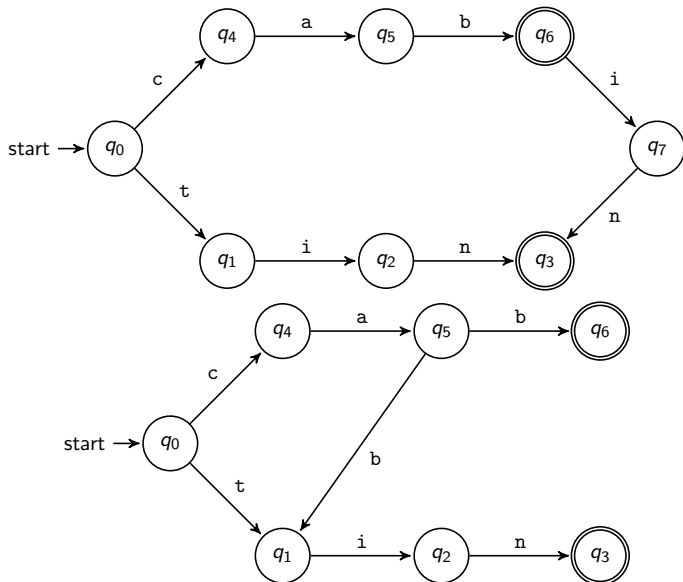 q4 a q5 b q6
c i
start q0 q7
t n
q1 i q2 n q3
q4 a q5 b q6
c
start q0
t b
q1 i q2 n q3